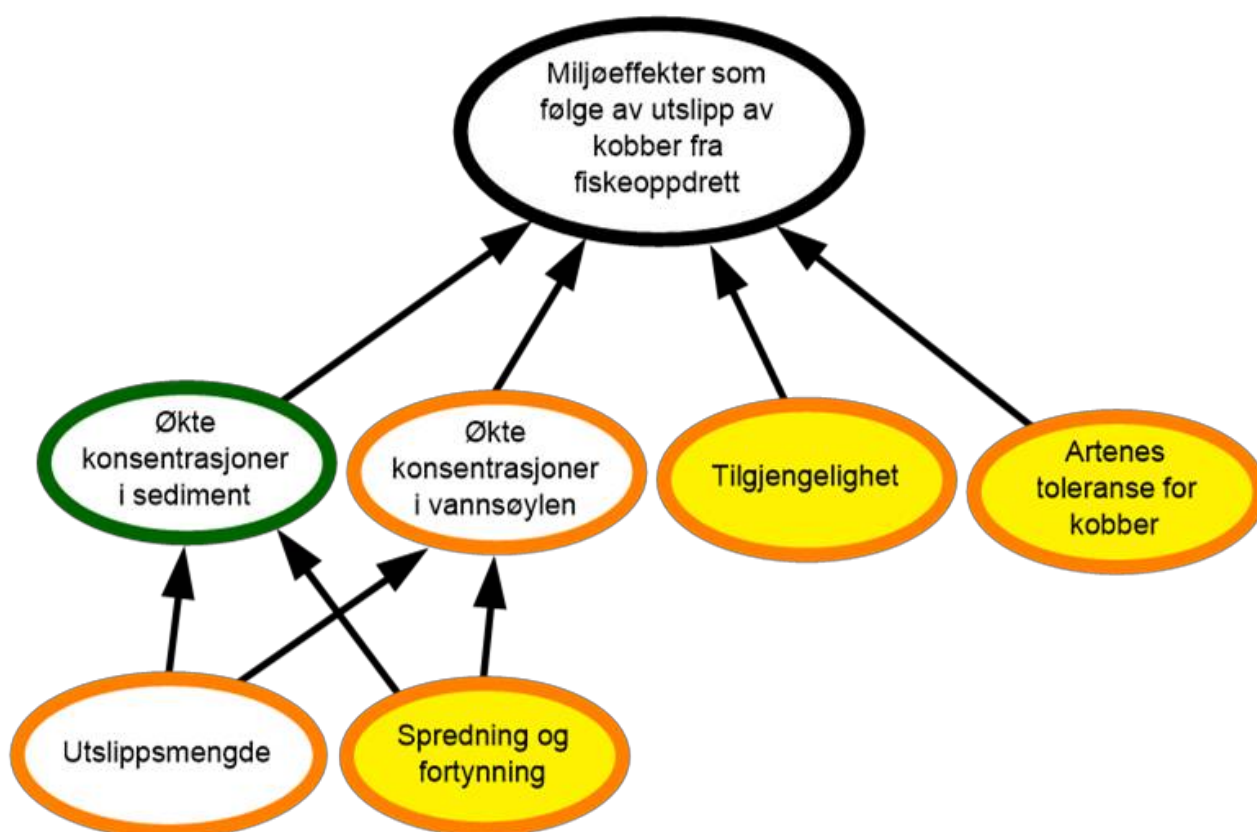 Miljøeffekter som
følge av utslipp av
kobber fra
fiskeoppdrett
Økte
konsentrasjoner
i sediment
Økte
konsentrasjoner
i vannsøylen
Tilgjengelighet
Artenes
toleranse for
kobber
Utslippsmengde
Spredning og
fortynning